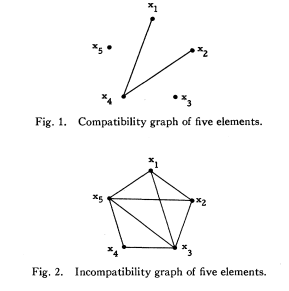 x1
x5
x2
x4
x3
Fig. 1. Compatibility graph of five elements.
x1
x5
x2
x4
x3
Fig. 2. Incompatibility graph of five elements.